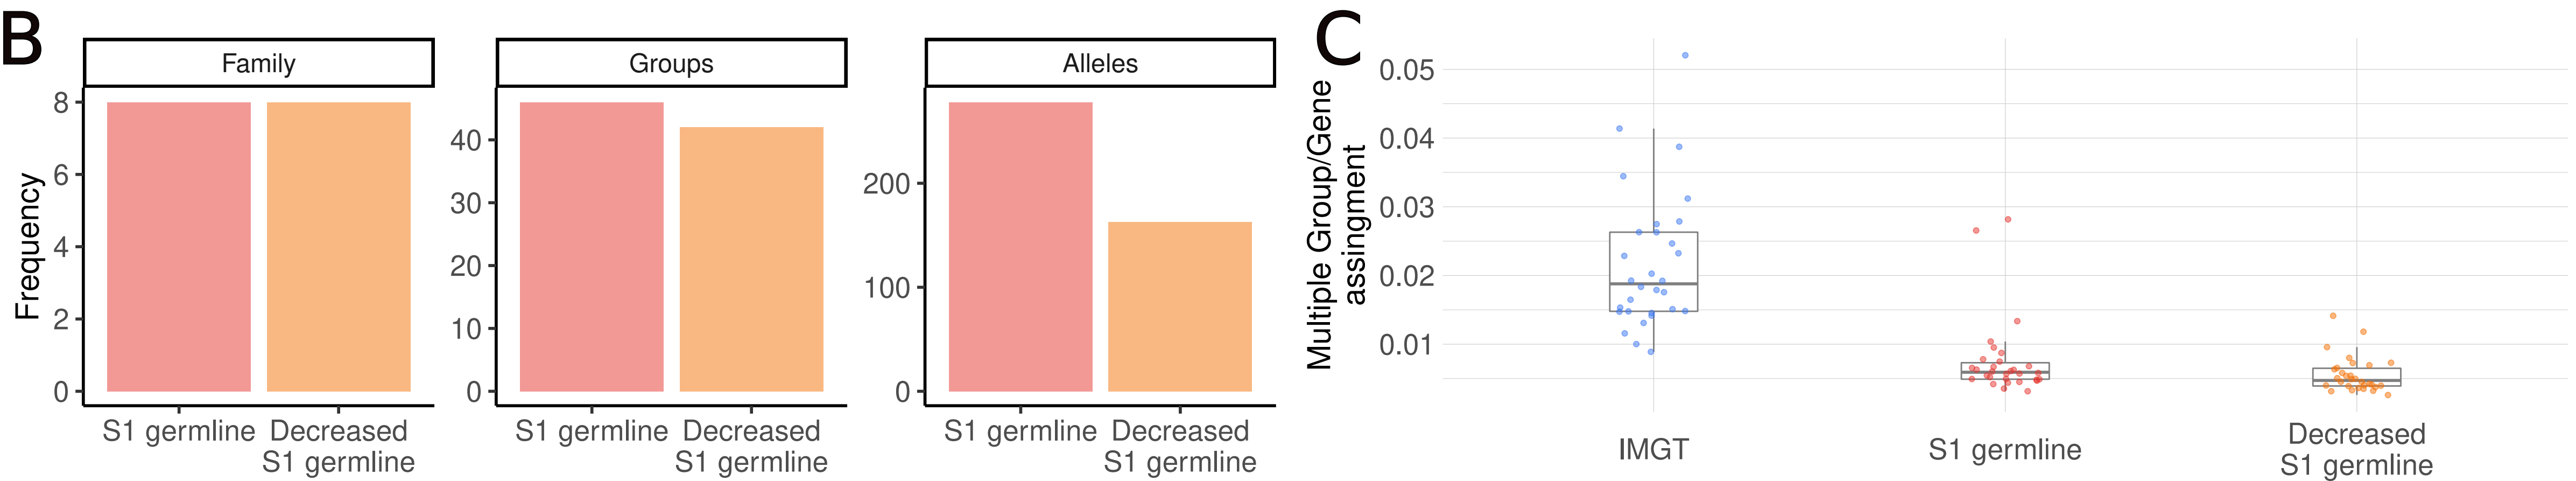 B
Family
Groups
Alleles
Frequency
8
6
4
2
0
40
30
20
10
0
200
100
0
S1 germline
Decreased
S1 germline
S1 germline
Decreased
S1 germline
S1 germline
Decreased
S1 germline
C
Multiple Group/Gene
assingment
0.05
0.04
0.03
0.02
0.01
IMGT
S1 germline
Decreased
S1 germline